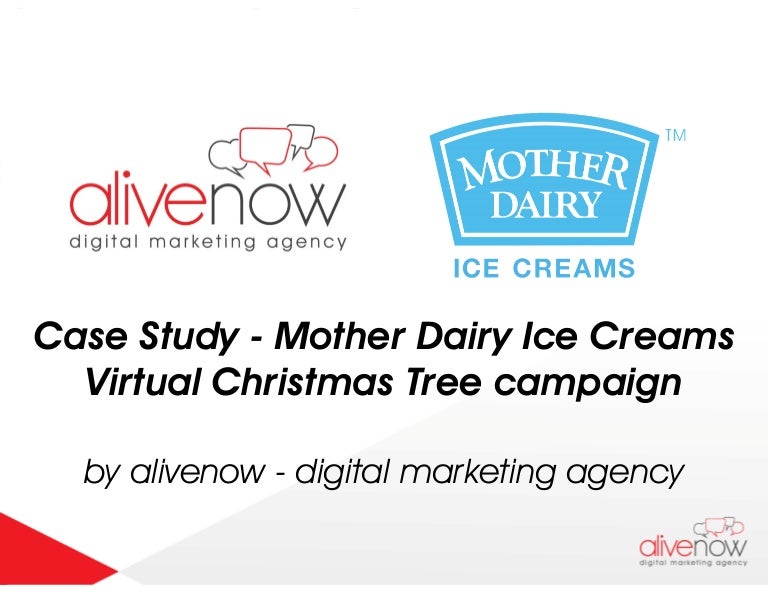 alivenow
digital marketing agency
MOTHER
DAIRY
TM
ICE CREAMS
Case Study - Mother Dairy Ice Creams
Virtual Christmas Tree campaign
by alivenow - digital marketing agency
alivenow
digital marketing agency